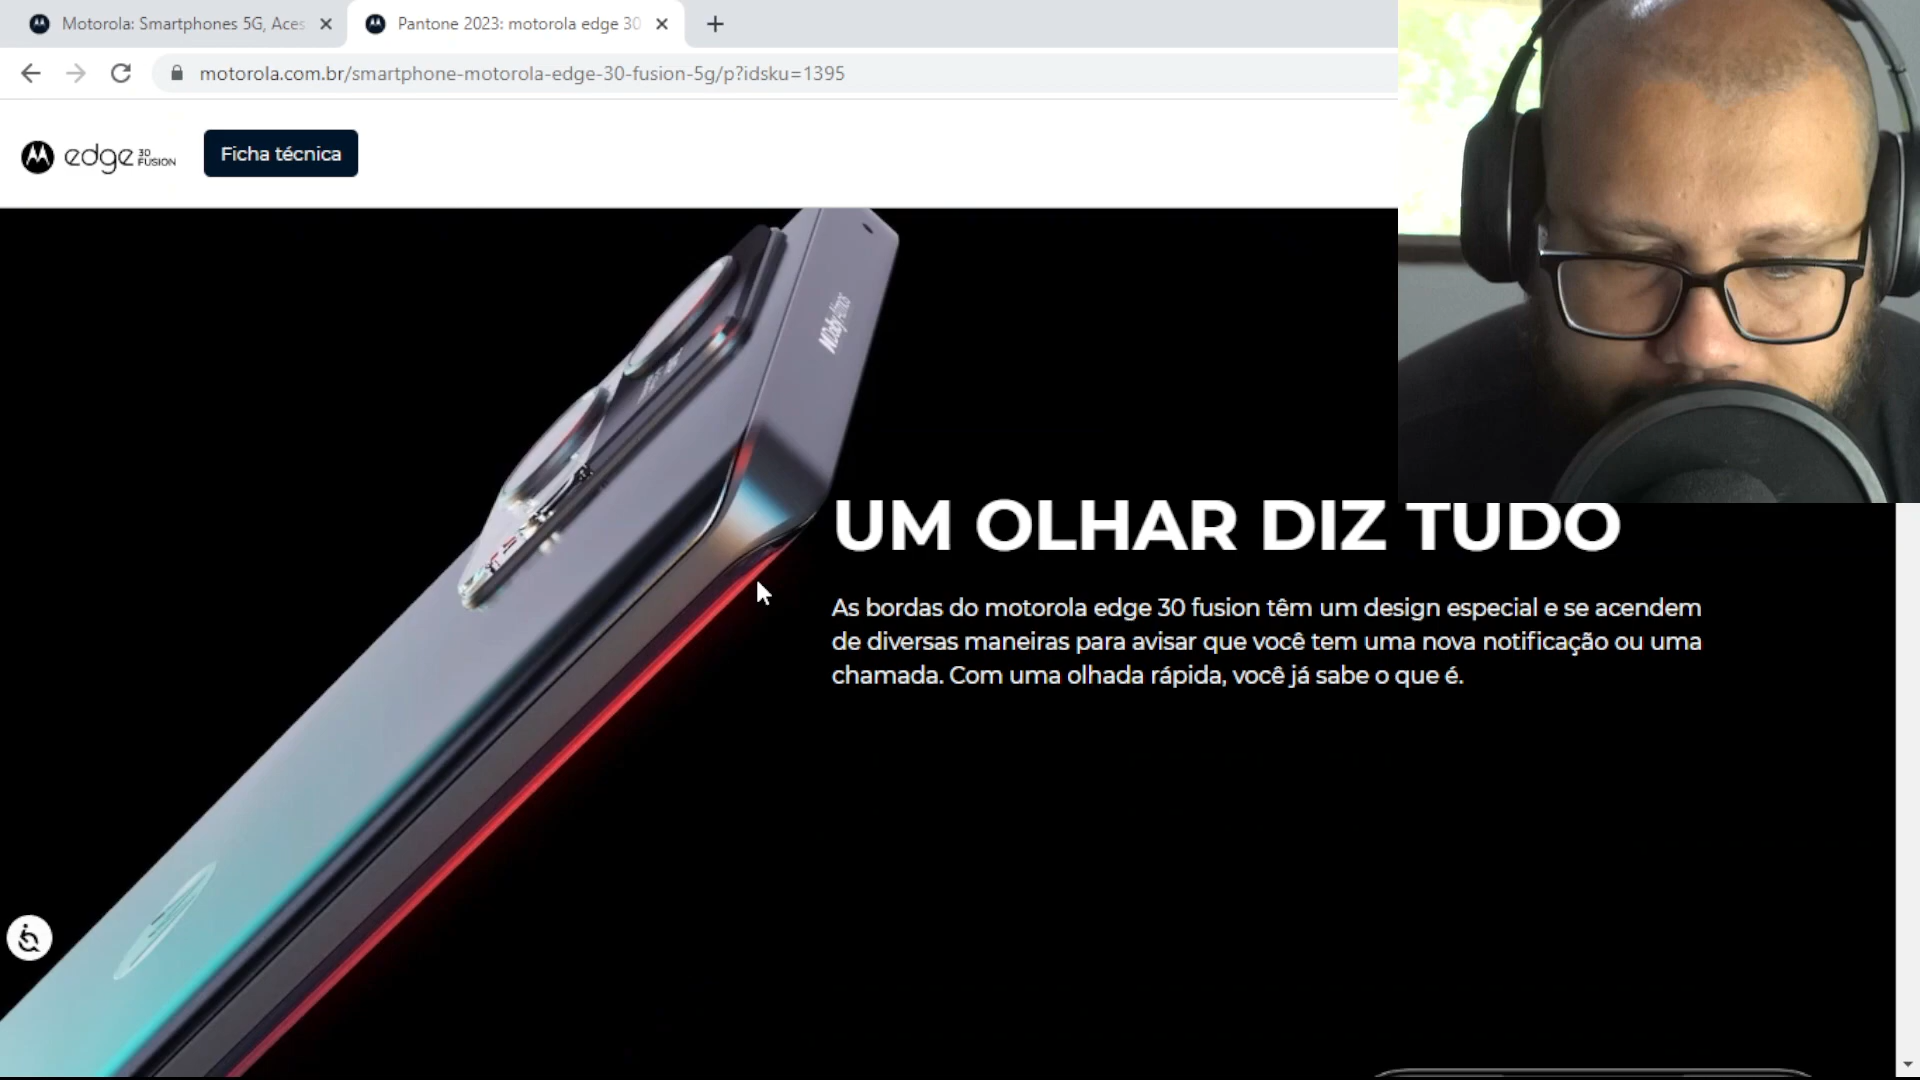 Motorola: Smartphones 5G, Aces
Pantone 2023: motorola edge 30
motorola.com.br/smartphone-motorola-edge-30-fusion-5g/p?idsku=1395
edge 30 FUSION
Ficha técnica
Dolby Atmos
UM OLHAR DIZ TUDO
As bordas do motorola edge 30 fusion têm um design especial e se acendem
de diversas maneiras para avisar que você tem uma nova notificação ou uma
chamada. Com uma olhada rápida, você já sabe o que é.